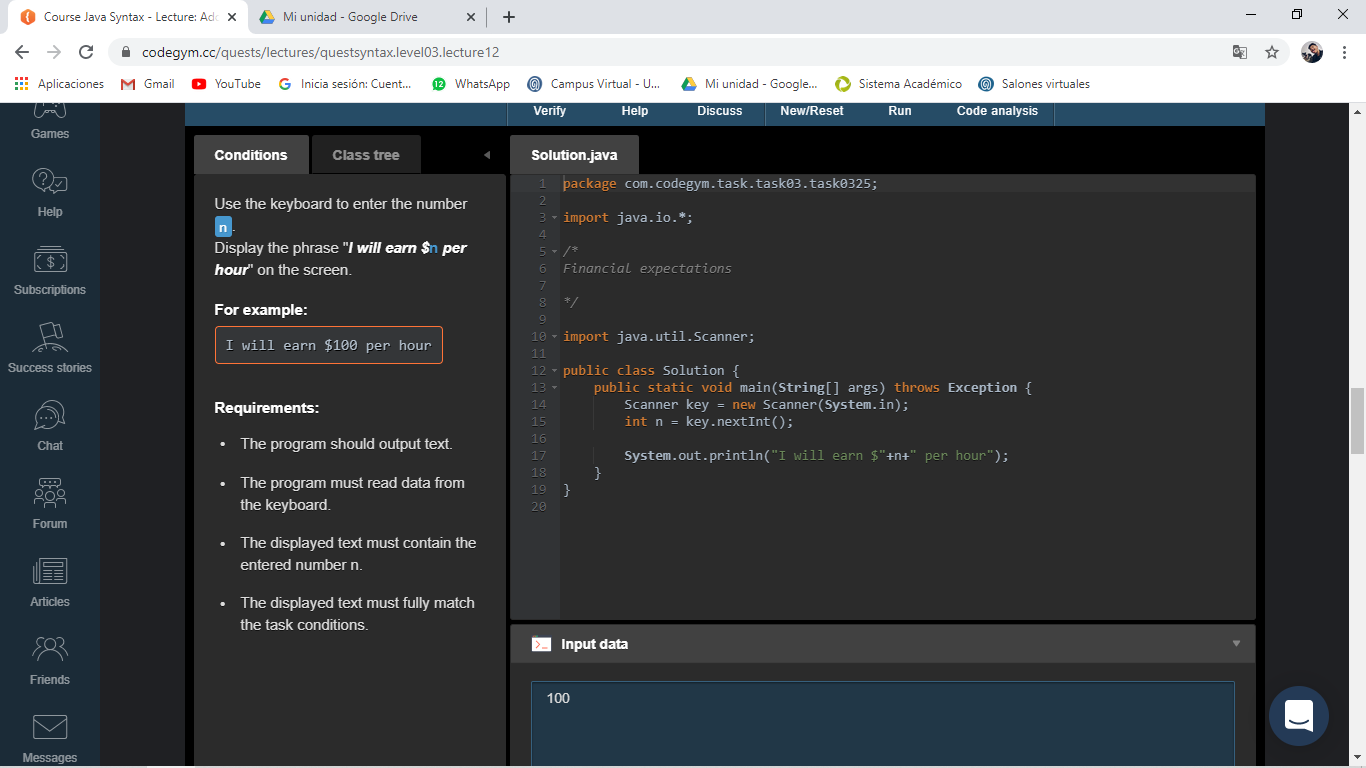 Course Java Syntax - Lecture: Ad
Mi unidad - Google Drive
codegym.cc/quests/lectures/questsyntax.level03.lecture12
Aplicaciones Gmail YouTube Inicia sesión: Cuent... 12 WhatsApp Campus Virtual - U... Mi unidad - Google... Sistema Académico Salones virtuales
Games
Help
Subscriptions
Success stories
Chat
Forum
Articles
Friends
Messages
Verify Help Discuss New/Reset Run Code analysis
Conditions Class tree
Use the keyboard to enter the number
n.
Display the phrase "I will earn $n per
hour" on the screen.
For example:
I will earn $100 per hour
Requirements:
• The program should output text.
• The program must read data from
the keyboard.
• The displayed text must contain the
entered number n.
• The displayed text must fully match
the task conditions.
Solution.java
1 package com.codegym.task.task03.task0325;
2
3 import java.io.*;
4
5 /*
6 Financial expectations
7
8 */
9
10 import java.util.Scanner;
11
12 public class Solution {
13 public static void main(String[] args) throws Exception {
14 Scanner key = new Scanner(System.in);
15 int n = key.nextInt();
16
17 System.out.println("I will earn $"+n+" per hour");
18 }
19 }
20
Input data
100